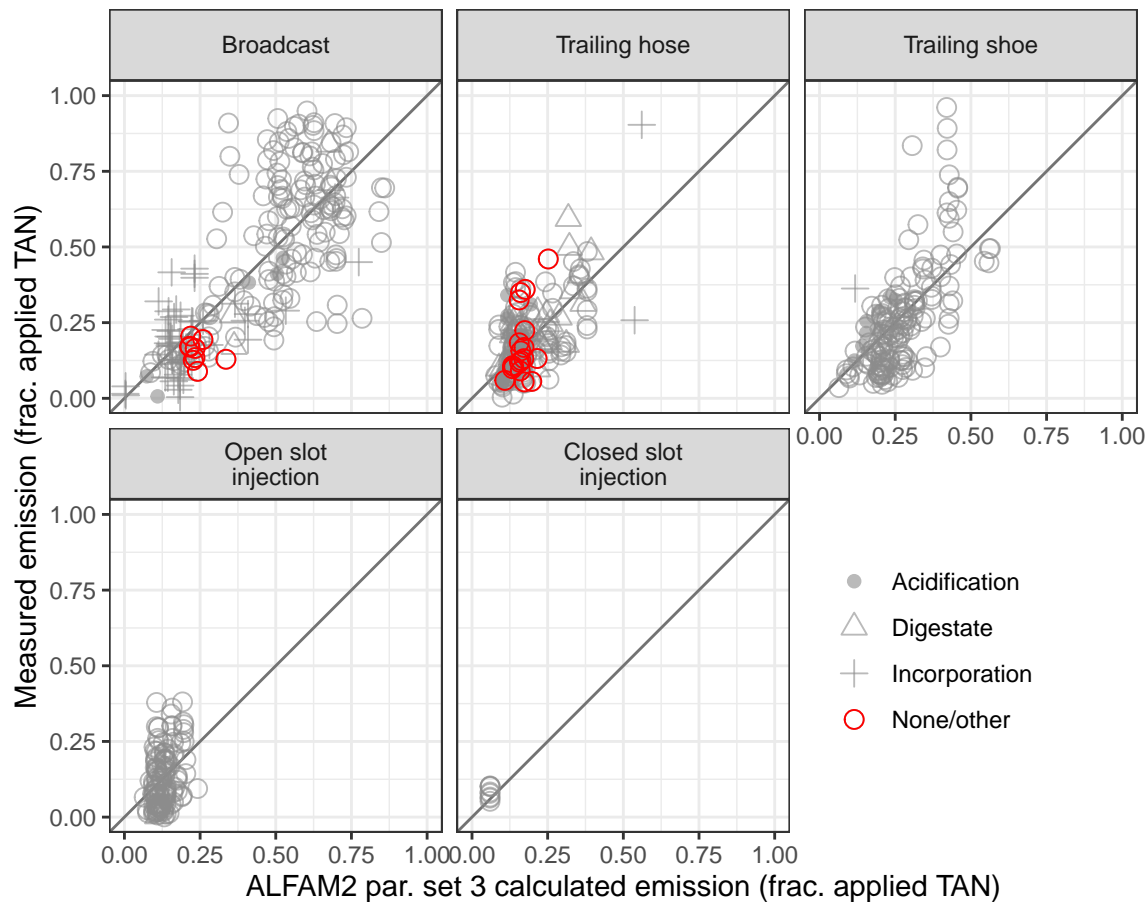 Broadcast
Trailing hose
Trailing shoe
1.00
0.75
0.50
0.25
0.00
0.00 0.25 0.50 0.75 1.00
Open slot
injection
Closed slot
injection
1.00
0.75
0.50
0.25
0.00
0.00 0.25 0.50 0.75 1.00
0.00 0.25 0.50 0.75 1.00
Measured emission (frac. applied TAN)
ALFAM2 par. set 3 calculated emission (frac. applied TAN)
Acidification
Digestate
Incorporation
None/other